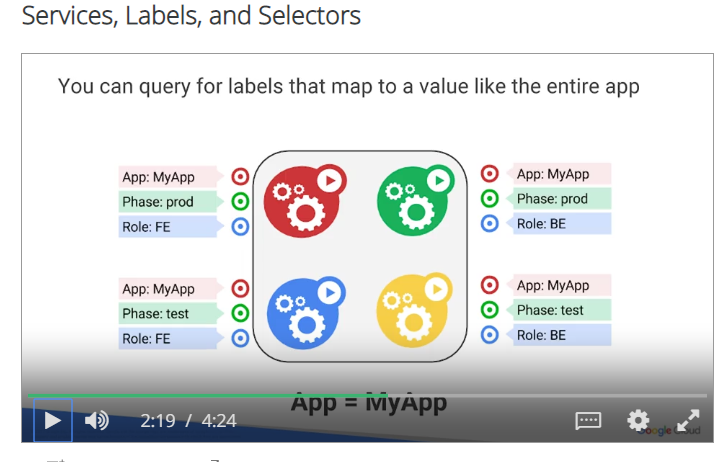 Services, Labels, and Selectors
You can query for labels that map to a value like the entire app
App: MyApp
Phase: prod
Role: FE
App: MyApp
Phase: prod
Role: BE
App: MyApp
Phase: test
Role: FE
App: MyApp
Phase: test
Role: BE
App = MyApp
2:19 / 4:24